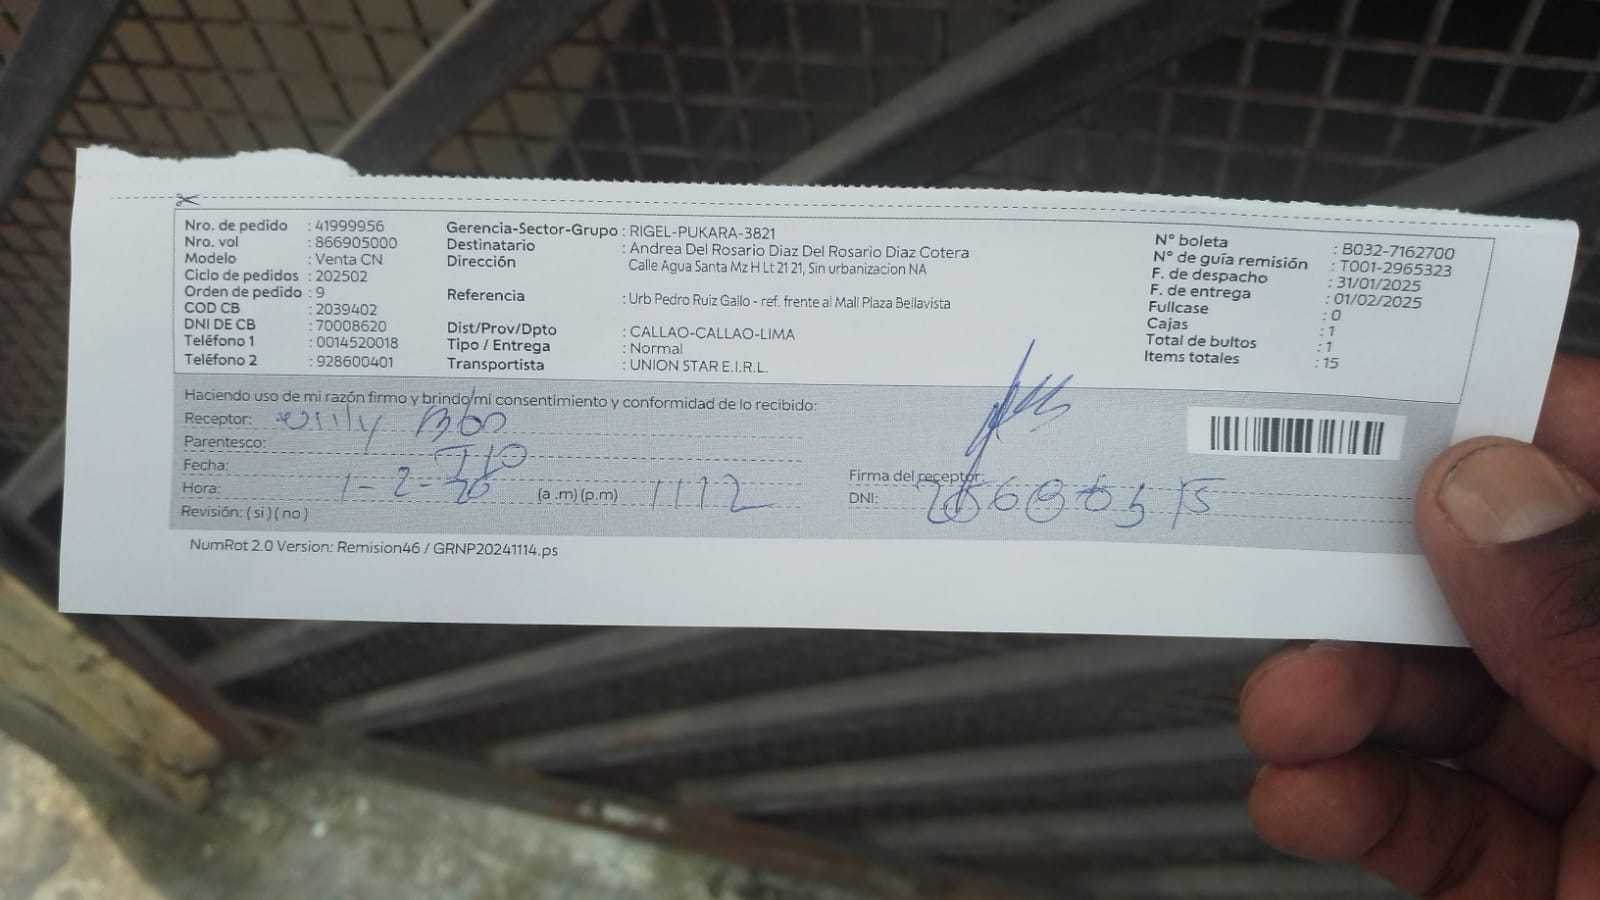 Nro. de pedido : 41999956
Nro. vol : 866905000
Modelo : Venta CN
Ciclo de pedidos : 202502
Orden de pedido : 9
COD CB : 2039402
DNI DE CB : 70008620
Teléfono 1 : 0014520018
Teléfono 2 : 928600401
Gerencia-Sector-Grupo : RIGEL-PUKARA-3821
Destinatario : Andrea Del Rosario Diaz Del Rosario Diaz Cotera
Dirección : Calle Agua Santa Mz H Lt 21 21, Sin urbanizacion NA
Referencia : Urb Pedro Ruiz Gallo - ref. frente al Mall Plaza Bellavista
Dist/Prov/Dpto : CALLAO-CALLAO-LIMA
Tipo / Entrega : Normal
Transportista : UNION STAR E.I.R.L.
N° boleta : B032-7162700
N° de guía remisión : T001-2965323
F. de despacho : 31/01/2025
F. de entrega : 01/02/2025
Fullcase : 0
Cajas : 1
Total de bultos : 1
Items totales : 15
Haciendo uso de mi razón firmo y brindo mi consentimiento y conformidad de lo recibido:
Receptor:
Parentesco: TIO
Fecha: 1-2-
Hora: (a .m) (p.m) 1112
Revisión: ( si ) ( no )
Firma del receptor:
DNI:
NumRot 2.0 Version: Remision46 / GRNP20241114.ps